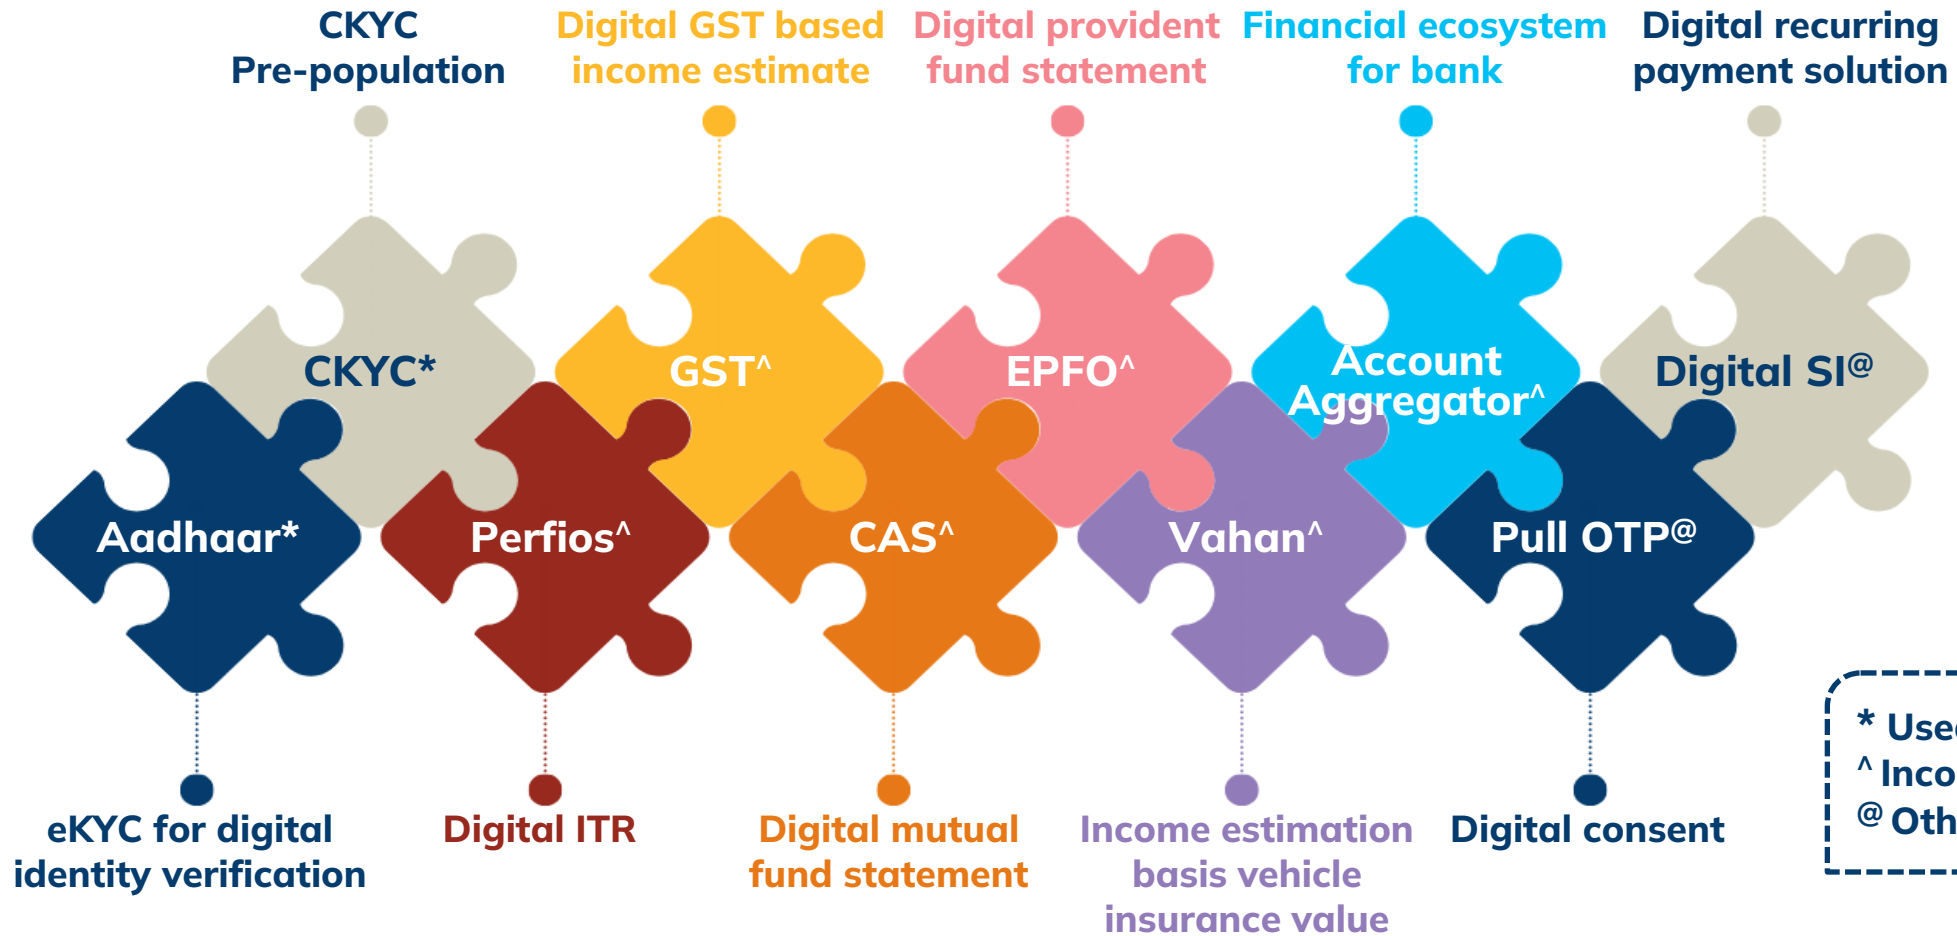 CKYC
Pre-population
Digital GST based
income estimate
Digital provident
fund statement
Financial ecosystem
for bank
Digital recurring
payment solution
CKYC*
GST^
EPFO^
Account
Aggregator^
Digital SI@
Aadhaar*
Perfios^
CAS^
Vahan^
Pull OTP@
eKYC for digital
identity verification
Digital ITR
Digital mutual
fund statement
Income estimation
basis vehicle
insurance value
Digital consent
*
^
@